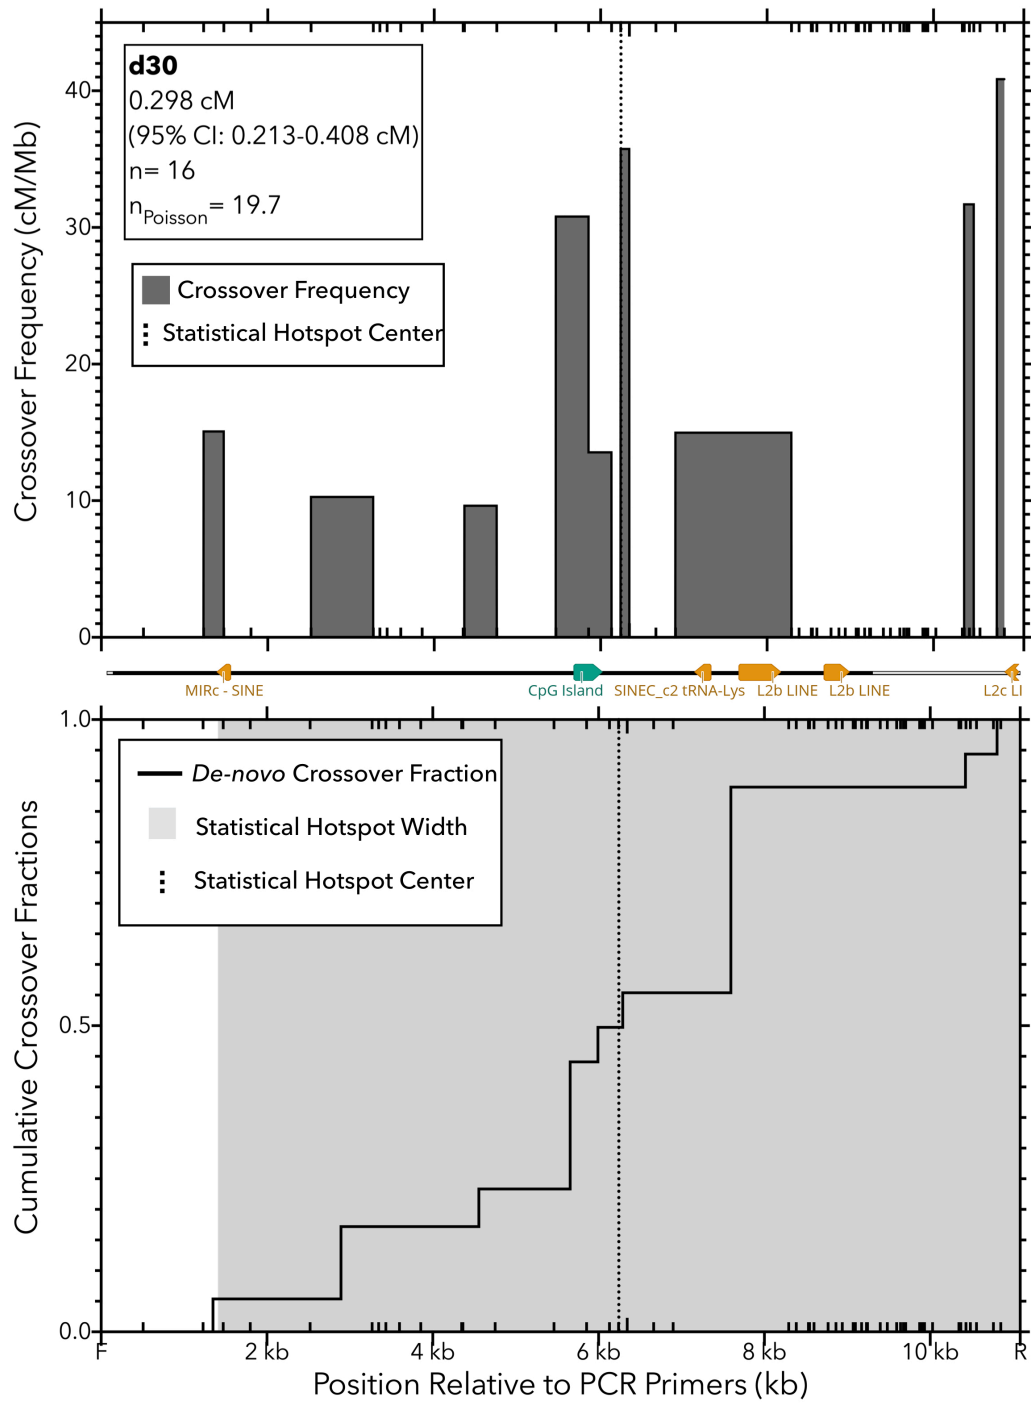 d30
0.298 cM
(95% CI: 0.213-0.408 cM)
n= 16
nPoisson= 19.7
Crossover Frequency
Statistical Hotspot Center
Crossover Frequency (cM/Mb)
40
30
20
10
0
MIRc - SINE
CpG Island
SINEC_c2 tRNA-Lys
L2b LINE
L2b LINE
L2c LI
De-novo Crossover Fraction
Statistical Hotspot Width
Statistical Hotspot Center
Cumulative Crossover Fractions
1.0
0.5
0.0
F
2 kb
4 kb
6 kb
8 kb
10 kb
R
Position Relative to PCR Primers (kb)